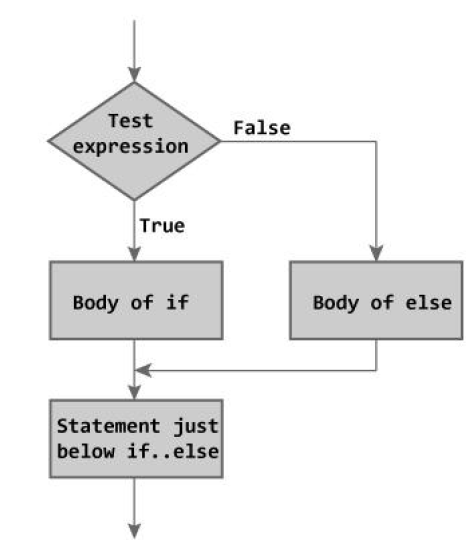 Test
expression
False
True
Body of if
Body of else
Statement just
below if..else